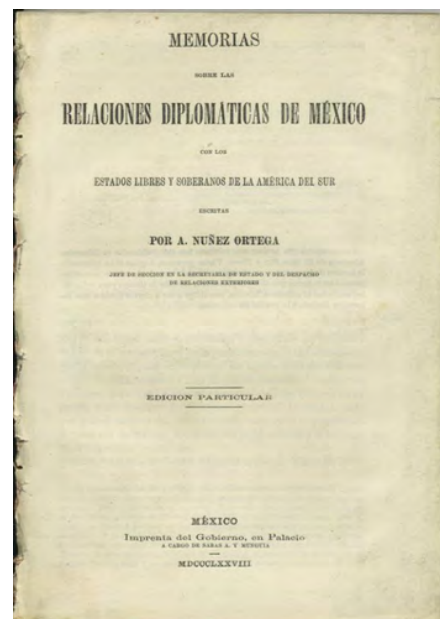 MEMORIAS
SOBRE LAS
RELACIONES DIPLOMÁTICAS DE MÉXICO
CON LOS
ESTADOS LIBRES Y SOBERANOS DE LA AMÉRICA DEL SUR
ESCRITAS
POR A. NUÑEZ ORTEGA
JEFE DE SECCION EN LA SECRETARIA DE ESTADO Y DEL DESPACHO
DE RELACIONES EXTERIORES
EDICION PARTICULAR
MÉXICO
Imprenta del Gobierno, en Palacio
A CARGO DE SABAS A. Y MUNGUIA
MDCCCLXXVIII